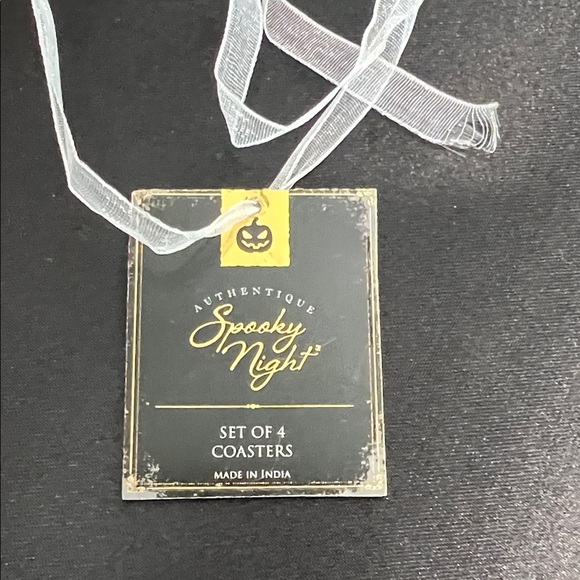 AUTHENTIQUE
Spooky
Night
SET OF 4
COASTERS
MADE IN INDIA